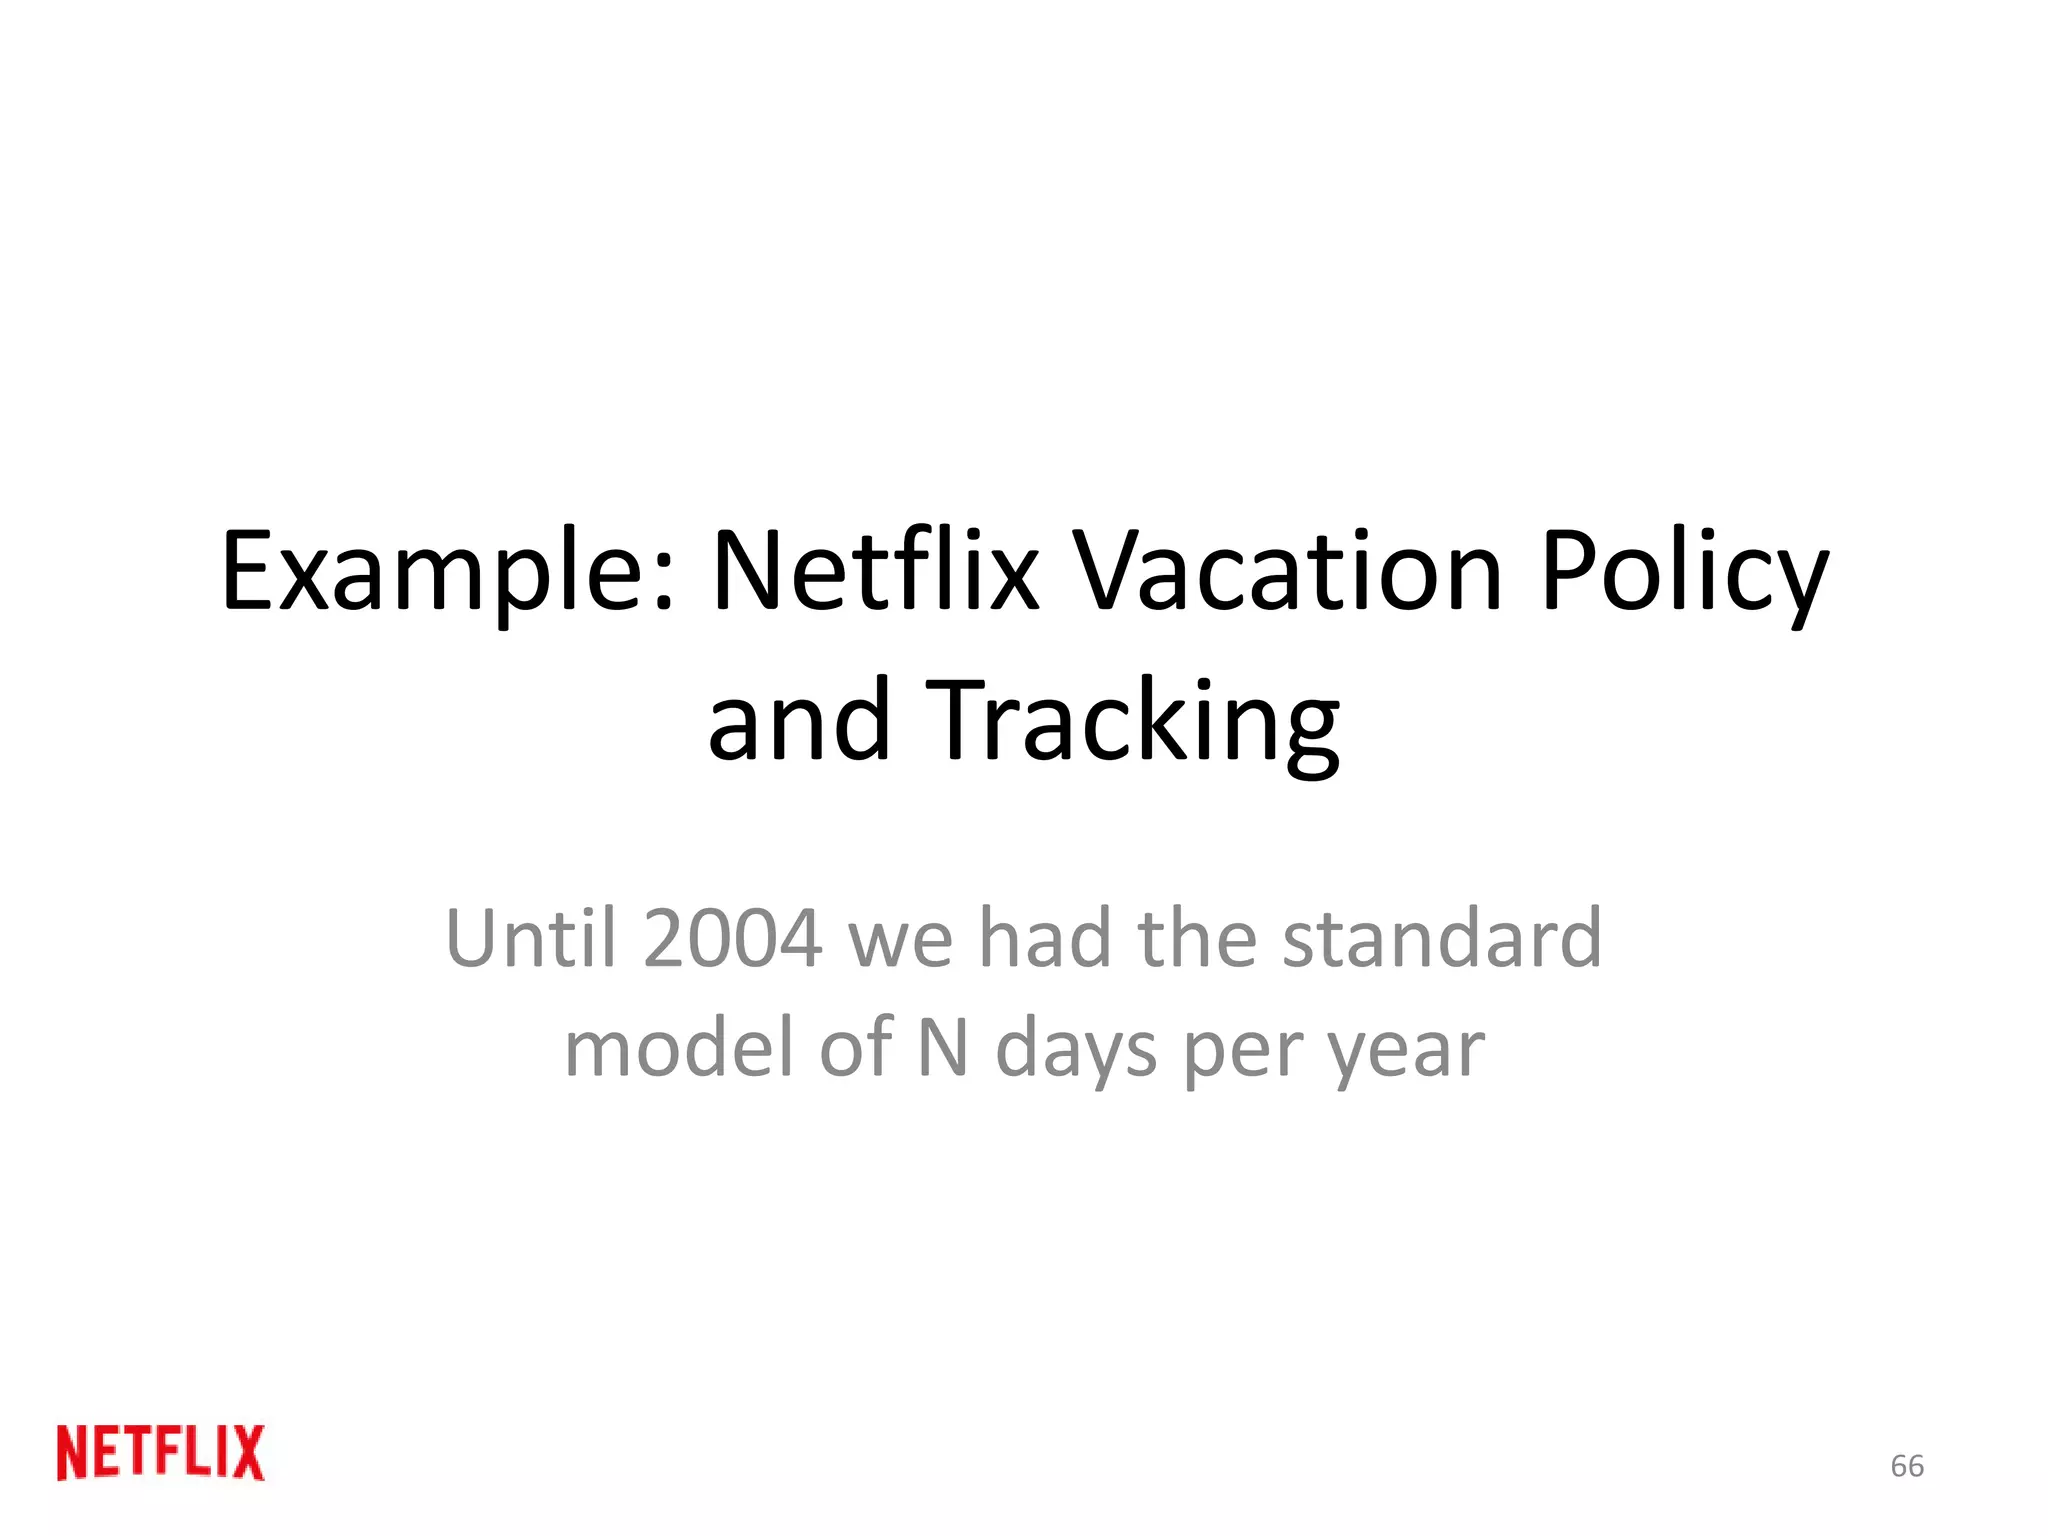 Example: Netflix Vacation Policy
and Tracking
Until 2004 we had the standard
model of N days per year
NETFLIX
66